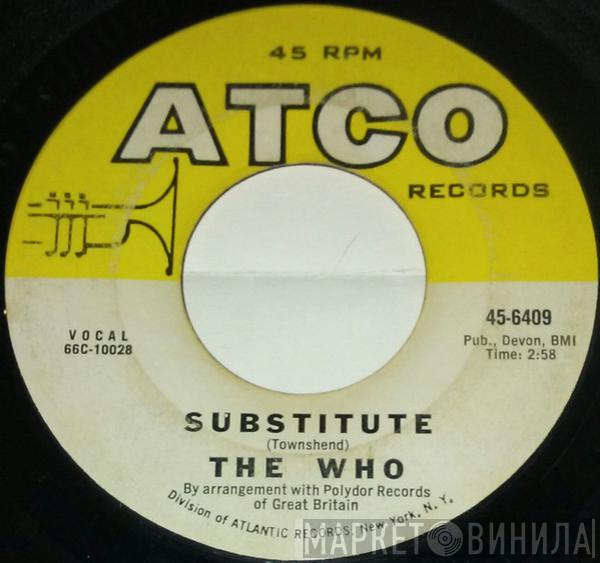 45 RPM
ATCO
RECORDS
VOCAL
66C-10028
45-6409
Pub., Devon, BMI
Time: 2:58
SUBSTITUTE
(Townshend)
THE WHO
By arrangement with Polydor Records
of Great Britain
Division of ATLANTIC RECORDS, New York, N. Y.
МАРКЕТ ВИНИЛА